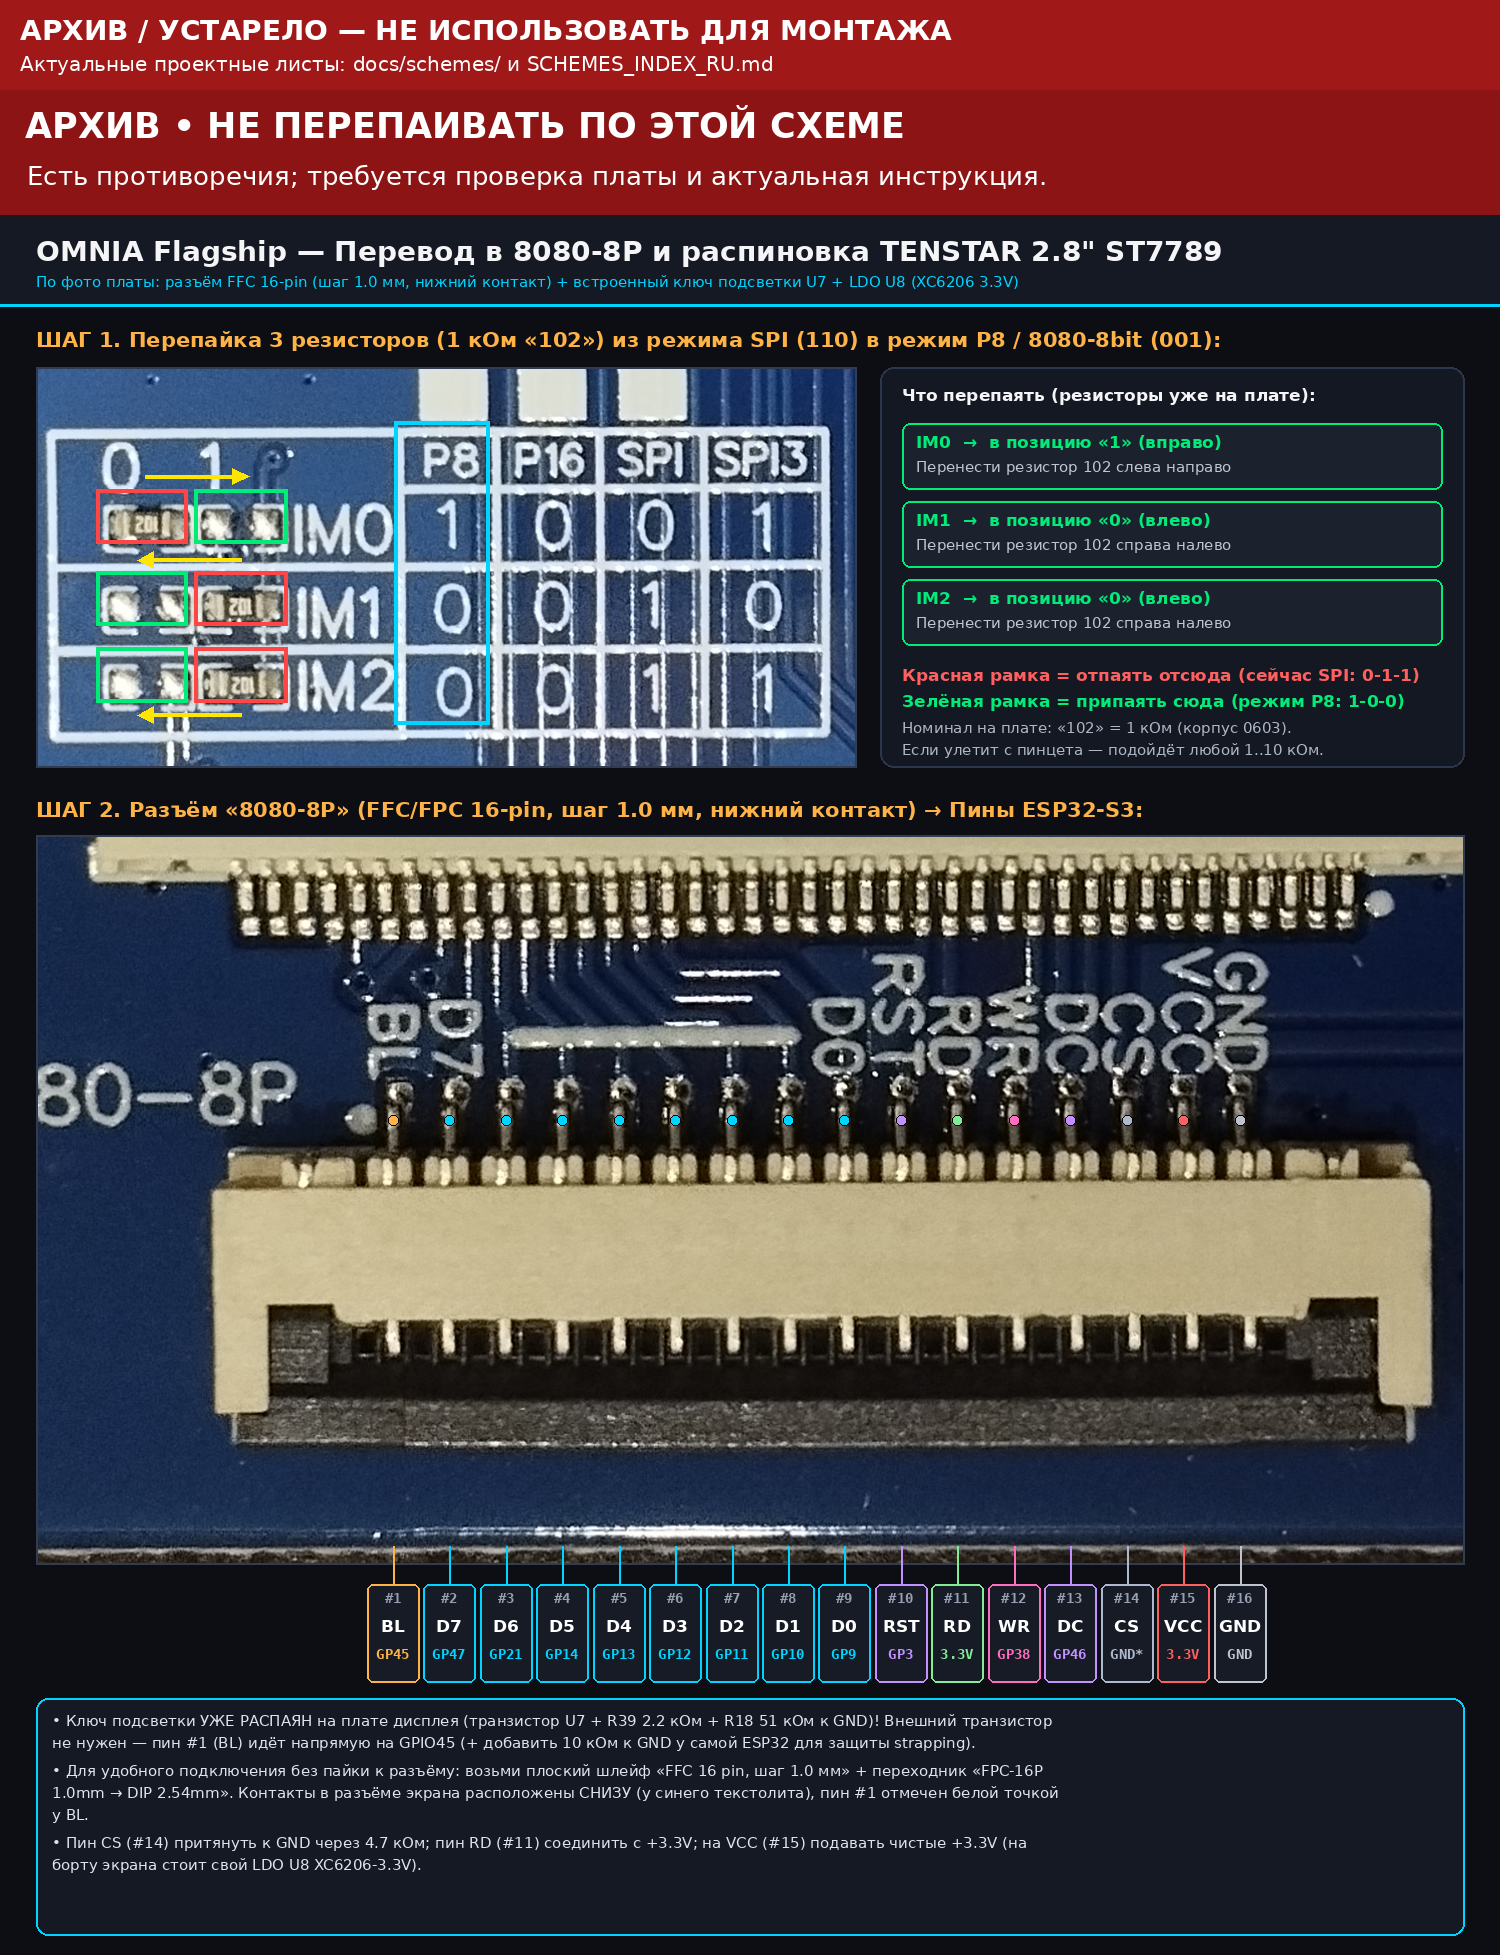 АРХИВ / УСТАРЕЛО — НЕ ИСПОЛЬЗОВАТЬ ДЛЯ МОНТАЖА
Актуальные проектные листы: docs/schemes/ и SCHEMES_INDEX_RU.md
АРХИВ • НЕ ПЕРЕПАИВАТЬ ПО ЭТОЙ СХЕМЕ
Есть противоречия; требуется проверка платы и актуальная инструкция.
OMNIA Flagship — Перевод в 8080-8P и распиновка TENSTAR 2.8" ST7789
По фото платы: разъём FFC 16-pin (шаг 1.0 мм, нижний контакт) + встроенный ключ подсветки U7 + LDO U8 (XC6206 3.3V)
ШАГ 1. Перепайка 3 резисторов (1 кОм «102») из режима SPI (110) в режим P8 / 8080-8bit (001):
0 1 P8 P16 SPI SPI3
201 IM0 1 0 0 1
201 IM1 0 0 1 0
201 IM2 0 0 1 1
Что перепаять (резисторы уже на плате):
IM0 → в позицию «1» (вправо)
Перенести резистор 102 слева направо
IM1 → в позицию «0» (влево)
Перенести резистор 102 справа налево
IM2 → в позицию «0» (влево)
Перенести резистор 102 справа налево
Красная рамка = отпаять отсюда (сейчас SPI: 0-1-1)
Зелёная рамка = припаять сюда (режим P8: 1-0-0)
Номинал на плате: «102» = 1 кОм (корпус 0603).
Если улетит с пинцета — подойдёт любой 1..10 кОм.
ШАГ 2. Разъём «8080-8P» (FFC/FPC 16-pin, шаг 1.0 мм, нижний контакт) → Пины ESP32-S3:
80-8P BL D7 D0 RST RD WR DC CS VCC GND
#1 #2 #3 #4 #5 #6 #7 #8 #9 #10 #11 #12 #13 #14 #15 #16
BL D7 D6 D5 D4 D3 D2 D1 D0 RST RD WR DC CS VCC GND
GP45 GP47 GP21 GP14 GP13 GP12 GP11 GP10 GP9 GP3 3.3V GP38 GP46 GND* 3.3V GND
• Ключ подсветки УЖЕ РАСПАЯН на плате дисплея (транзистор U7 + R39 2.2 кОм + R18 51 кОм к GND)! Внешний транзистор
не нужен — пин #1 (BL) идёт напрямую на GPIO45 (+ добавить 10 кОм к GND у самой ESP32 для защиты strapping).
• Для удобного подключения без пайки к разъёму: возьми плоский шлейф «FFC 16 pin, шаг 1.0 мм» + переходник «FPC-16P
1.0mm → DIP 2.54mm». Контакты в разъёме экрана расположены СНИЗУ (у синего текстолита), пин #1 отмечен белой точкой
у BL.
• Пин CS (#14) притянуть к GND через 4.7 кОм; пин RD (#11) соединить с +3.3V; на VCC (#15) подавать чистые +3.3V (на
борту экрана стоит свой LDO U8 XC6206-3.3V).